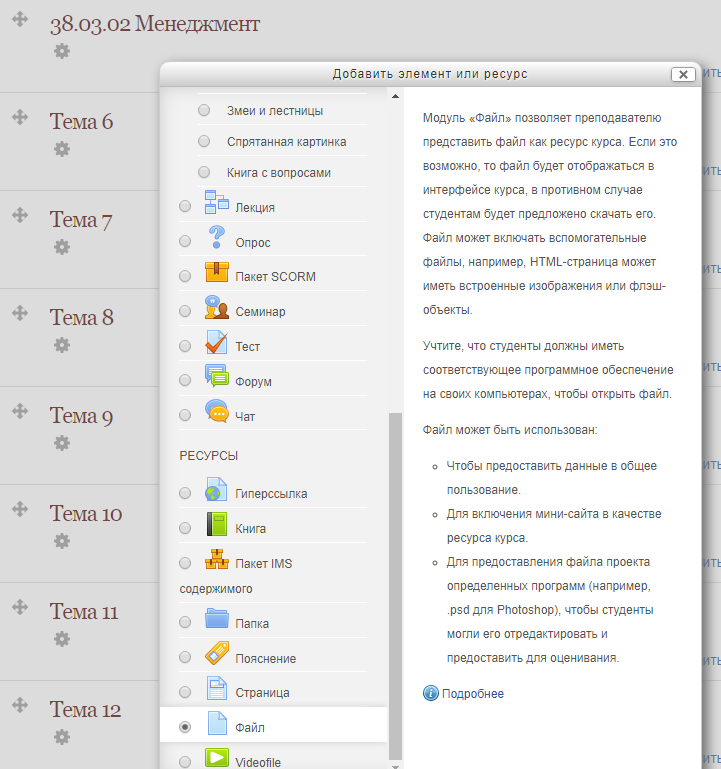 38.03.02 Менеджмент
Тема 6
Тема 7
Тема 8
Тема 9
Тема 10
Тема 11
Тема 12
Добавить элемент или ресурс
Змеи и лестницы
Спрятанная картинка
Книга с вопросами
Лекция
Опрос
Пакет SCORM
Семинар
Тест
Форум
Чат
РЕСУРСЫ
Гиперссылка
Книга
Пакет IMS
содержимого
Папка
Пояснение
Страница
Файл
Videofile
Модуль «Файл» позволяет преподавателю
представить файл как ресурс курса. Если это
возможно, то файл будет отображаться в
интерфейсе курса, в противном случае
студентам будет предложено скачать его.
Файл может включать вспомогательные
файлы, например, HTML-страница может
иметь встроенные изображения или флэш-
объекты.
Учтите, что студенты должны иметь
соответствующее программное обеспечение
на своих компьютерах, чтобы открыть файл.
Файл может быть использован:
Чтобы предоставить данные в общее
пользование.
Для включения мини-сайта в качестве
ресурса курса.
Для предоставления файла проекта
определенных программ (например,
.psd для Photoshop), чтобы студенты
могли его отредактировать и
предоставить для оценивания.
Подробнее